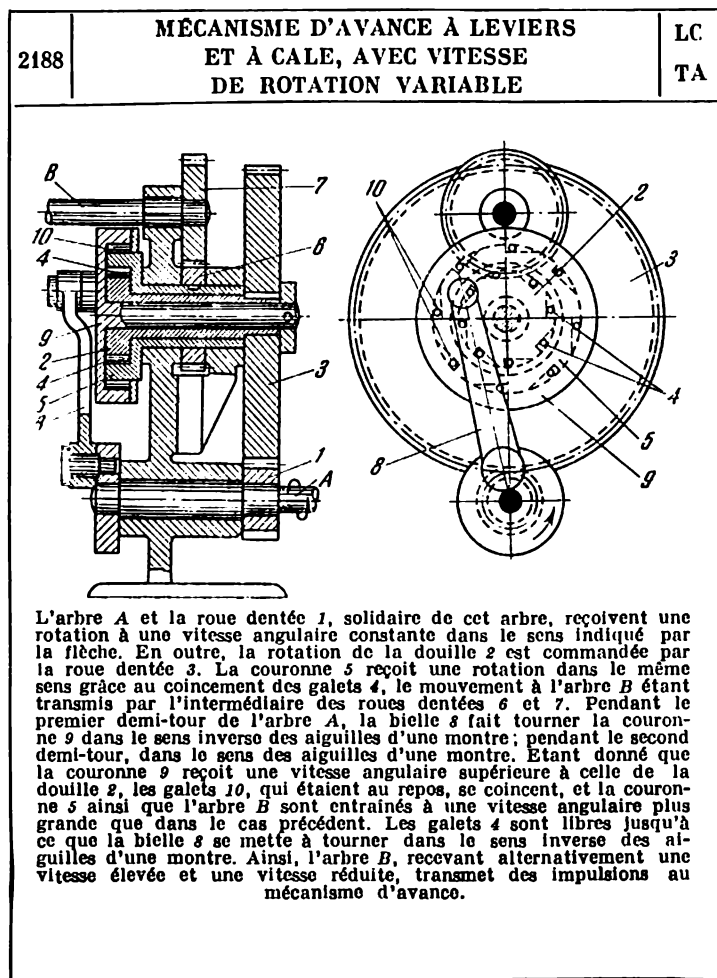 2188
MÉCANISME D'AVANCE À LEVIERS
ET À CALE, AVEC VITESSE
DE ROTATION VARIABLE
LC
TA
B
10
4
9
2
4
5
8
7
6
3
1
A
10
2
3
4
5
9
8
L'arbre A et la roue dentée 1, solidaire de cet arbre, reçoivent une
rotation à une vitesse angulaire constante dans le sens indiqué par
la flèche. En outre, la rotation de la douille 2 est commandée par
la roue dentée 3. La couronne 5 reçoit une rotation dans le même
sens grâce au coincement des galets 4, le mouvement à l'arbre B étant
transmis par l'intermédiaire des roues dentées 6 et 7. Pendant le
premier demi-tour de l'arbre A, la bielle 8 fait tourner la couron-
ne 9 dans le sens inverse des aiguilles d'une montre; pendant le second
demi-tour, dans le sens des aiguilles d'une montre. Etant donné que
la couronne 9 reçoit une vitesse angulaire supérieure à celle de la
douille 2, les galets 10, qui étaient au repos, se coincent, et la couron-
ne 5 ainsi que l'arbre B sont entraînés à une vitesse angulaire plus
grande que dans le cas précédent. Les galets 4 sont libres jusqu'à
ce que la bielle 8 se mette à tourner dans le sens inverse des ai-
guilles d'une montre. Ainsi, l'arbre B, recevant alternativement une
vitesse élevée et une vitesse réduite, transmet des impulsions au
mécanisme d'avance.